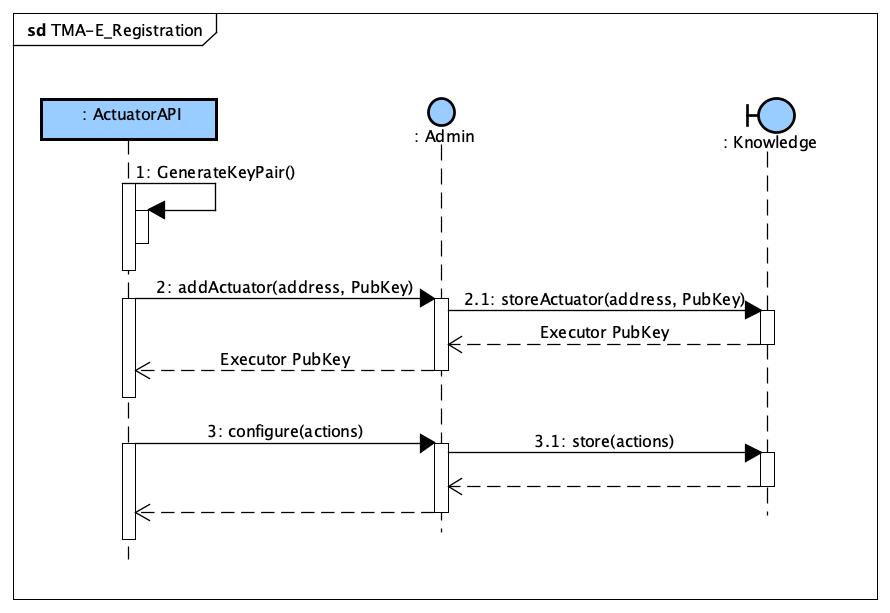 sd TMA-E_Registration
: ActuatorAPI
: Admin
: Knowledge
1: GenerateKeyPair()
2: addActuator(address, PubKey)
2.1: storeActuator(address, PubKey)
Executor PubKey
Executor PubKey
3: configure(actions)
3.1: store(actions)